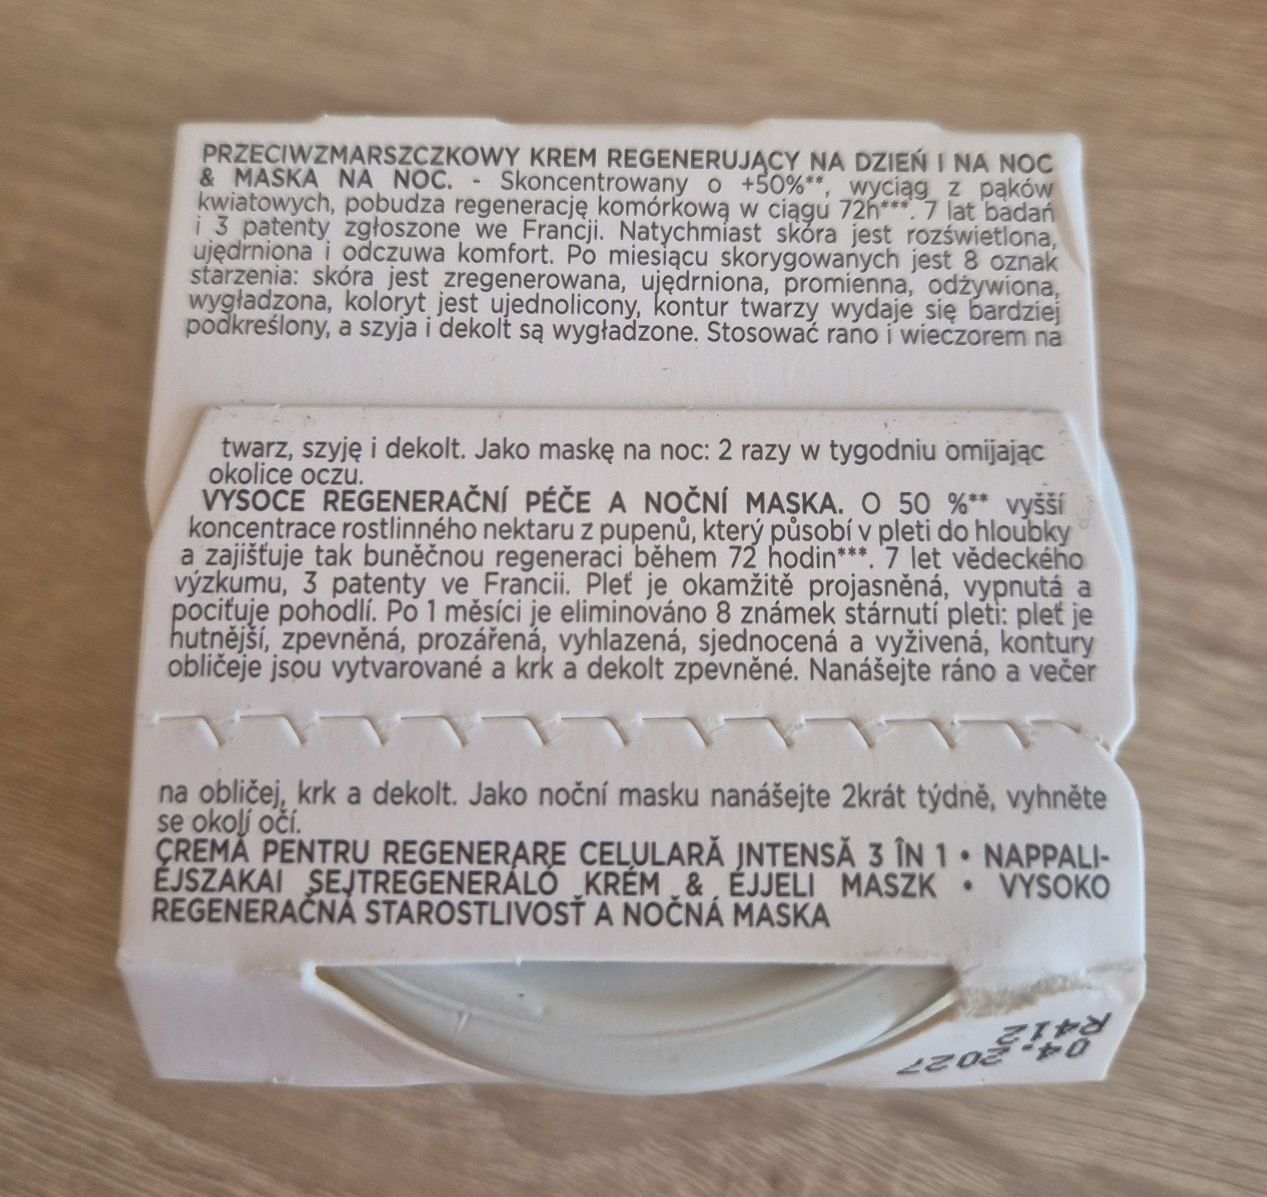 PRZECIWZMARSZCZKOWY KREM REGENERUJĄCY NA DZIEŃ I NA NOC
& MASKA NA NOC. - Skoncentrowany o +50%**, wyciąg z pąków
kwiatowych, pobudza regenerację komórkową w ciągu 72h***. 7 lat badań
i 3 patenty zgłoszone we Francji. Natychmiast skóra jest rozświetlona,
ujędrniona i odczuwa komfort. Po miesiącu skorygowanych jest 8 oznak
starzenia: skóra jest zregenerowana, ujędrniona, promienna, odżywiona,
wygładzona, koloryt jest ujednolicony, kontur twarzy wydaje się bardziej
podkreślony, a szyja i dekolt są wygładzone. Stosować rano i wieczorem na
twarz, szyję i dekolt. Jako maskę na noc: 2 razy w tygodniu omijając
okolice oczu.
VYSOCE REGENERAČNÍ PÉČE A NOČNÍ MASKA. O 50 %** vyšší
koncentrace rostlinného nektaru z pupenů, který působí v pleti do hloubky
a zajišťuje tak buněčnou regeneraci během 72 hodin***. 7 let vědeckého
výzkumu, 3 patenty ve Francii. Pleť je okamžitě projasněná, vypnutá a
pociťuje pohodlí. Po 1 měsíci je eliminováno 8 známek stárnutí pleti: pleť je
hutnější, zpevněná, prozářená, vyhlazená, sjednocená a vyživená, kontury
obličeje jsou vytvarované a krk a dekolt zpevněné. Nanášejte ráno a večer
na obličej, krk a dekolt. Jako noční masku nanášejte 2krát týdně, vyhněte
se okolí očí.
CREMĂ PENTRU REGENERARE CELULARĂ INTENSĂ 3 ÎN 1 • NAPPALI-
ÉJSZAKAI SEJTREGENERÁLÓ KRÉM & ÉJJELI MASZK • VYSOKO
REGENERAČNÁ STAROSTLIVOSŤ A NOČNÁ MASKA
04.2027
R412